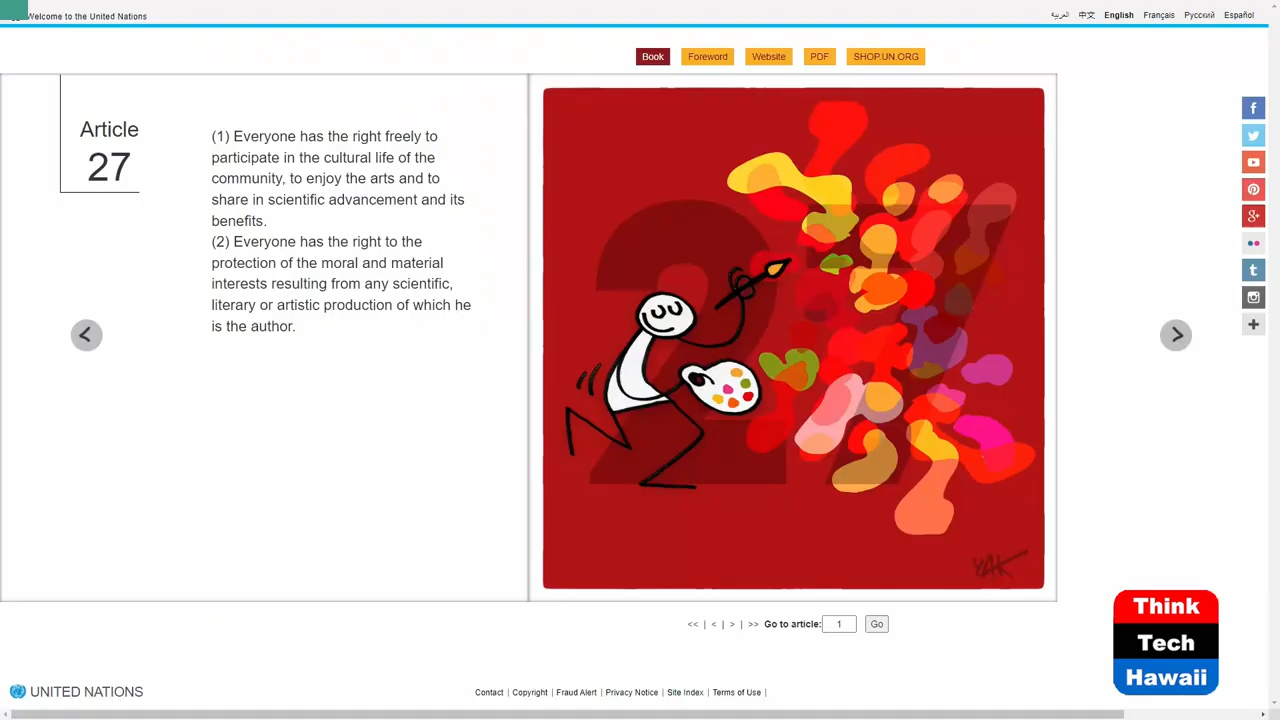 Welcome to the United Nations
العربية 中文 English Français Русский Español
Book Foreword Website PDF SHOP.UN.ORG
Article
27
(1) Everyone has the right freely to
participate in the cultural life of the
community, to enjoy the arts and to
share in scientific advancement and its
benefits.
(2) Everyone has the right to the
protection of the moral and material
interests resulting from any scientific,
literary or artistic production of which he
is the author.
27
YAK
<< | < | > | >> Go to article: 1 Go
Think
Tech
Hawaii
UNITED NATIONS
Contact | Copyright | Fraud Alert | Privacy Notice | Site Index | Terms of Use |